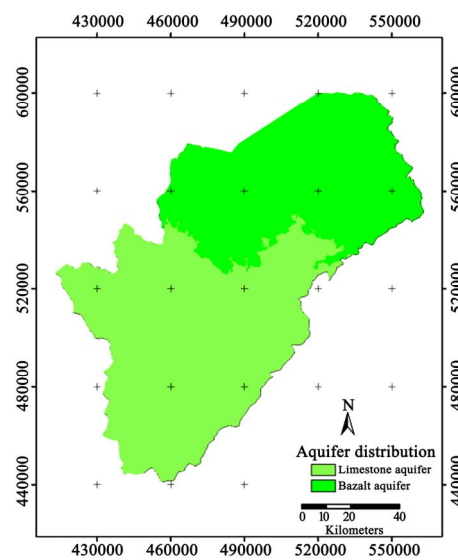 430000 460000 490000 520000 550000
600000 600000
560000 560000
520000 520000
480000 480000
440000 440000
N
Aquifer distribution
Limestone aquifer
Bazalt aquifer
0 10 20 40
Kilometers
430000 460000 490000 520000 550000